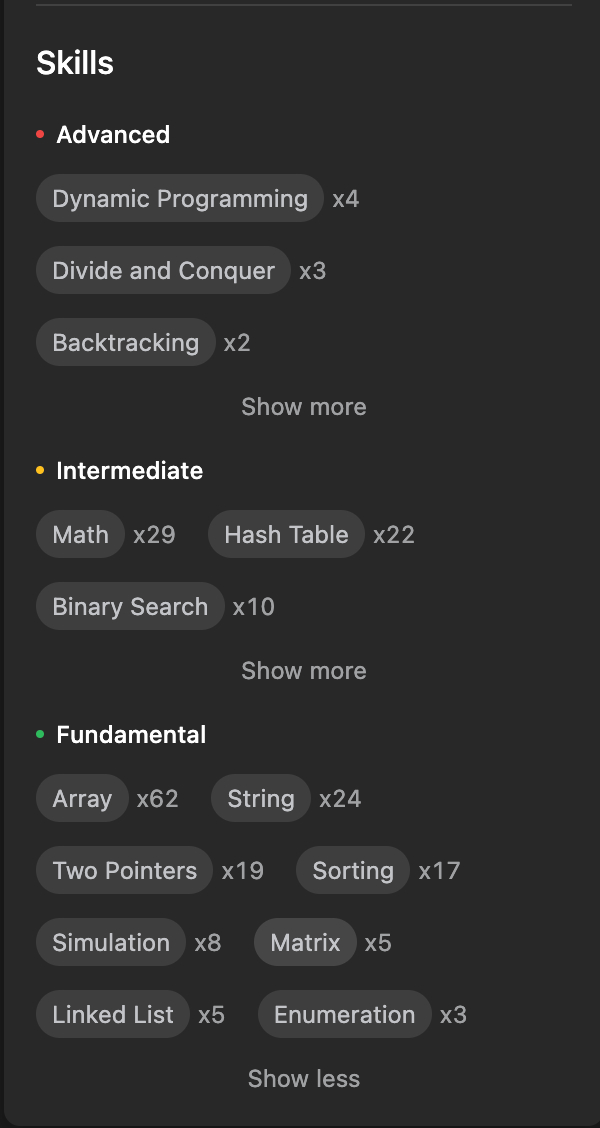 Skills
Advanced
Dynamic Programming x4
Divide and Conquer x3
Backtracking x2
Show more
Intermediate
Math x29 Hash Table x22
Binary Search x10
Show more
Fundamental
Array x62 String x24
Two Pointers x19 Sorting x17
Simulation x8 Matrix x5
Linked List x5 Enumeration x3
Show less